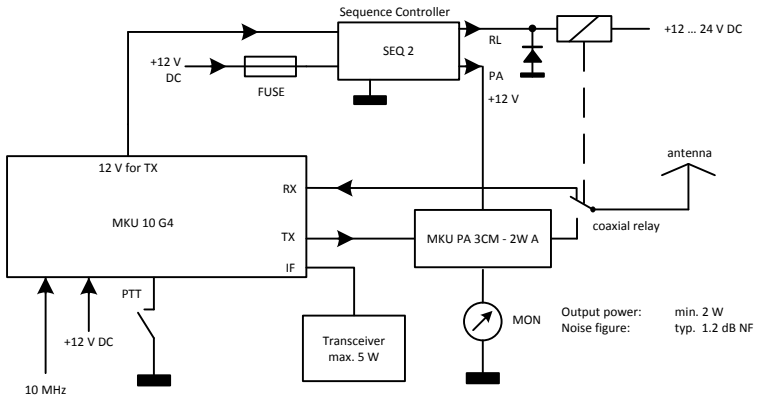 Sequence Controller
SEQ 2
RL
+12 ... 24 V DC
+12 V
DC
FUSE
PA
+12 V
12 V for TX
MKU 10 G4
RX
TX
IF
antenna
coaxial relay
MKU PA 3CM - 2W A
PTT
+12 V DC
10 MHz
Transceiver
max. 5 W
MON
Output power: min. 2 W
Noise figure: typ. 1.2 dB NF